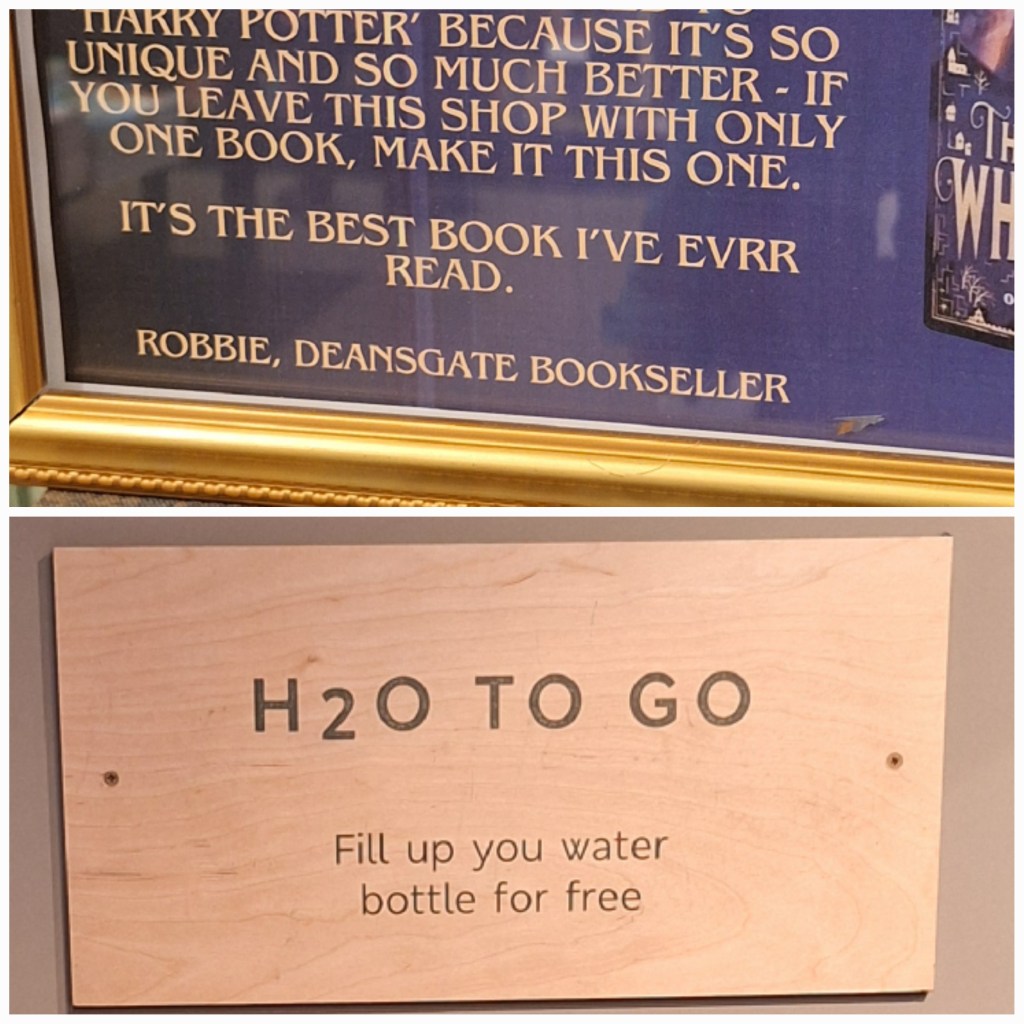 HARRY POTTER' BECAUSE IT'S SO
UNIQUE AND SO MUCH BETTER - IF
YOU LEAVE THIS SHOP WITH ONLY
ONE BOOK, MAKE IT THIS ONE.
IT'S THE BEST BOOK I'VE EVRR
READ.
ROBBIE, DEANSGATE BOOKSELLER
H2O TO GO
Fill up you water
bottle for free